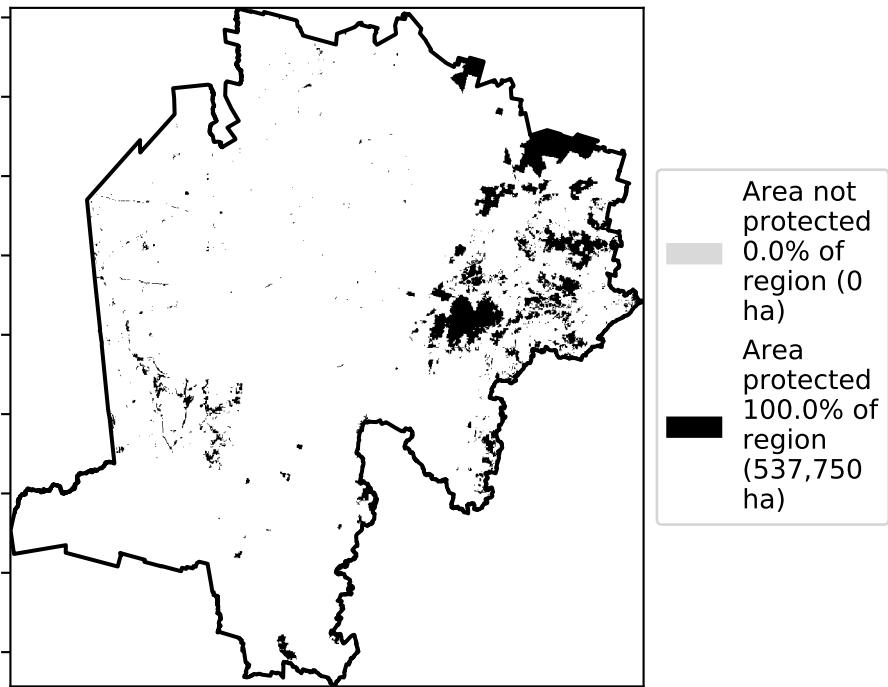 Area not
protected
0.0% of
region (0
ha)
Area
protected
100.0% of
region
(537,750
ha)